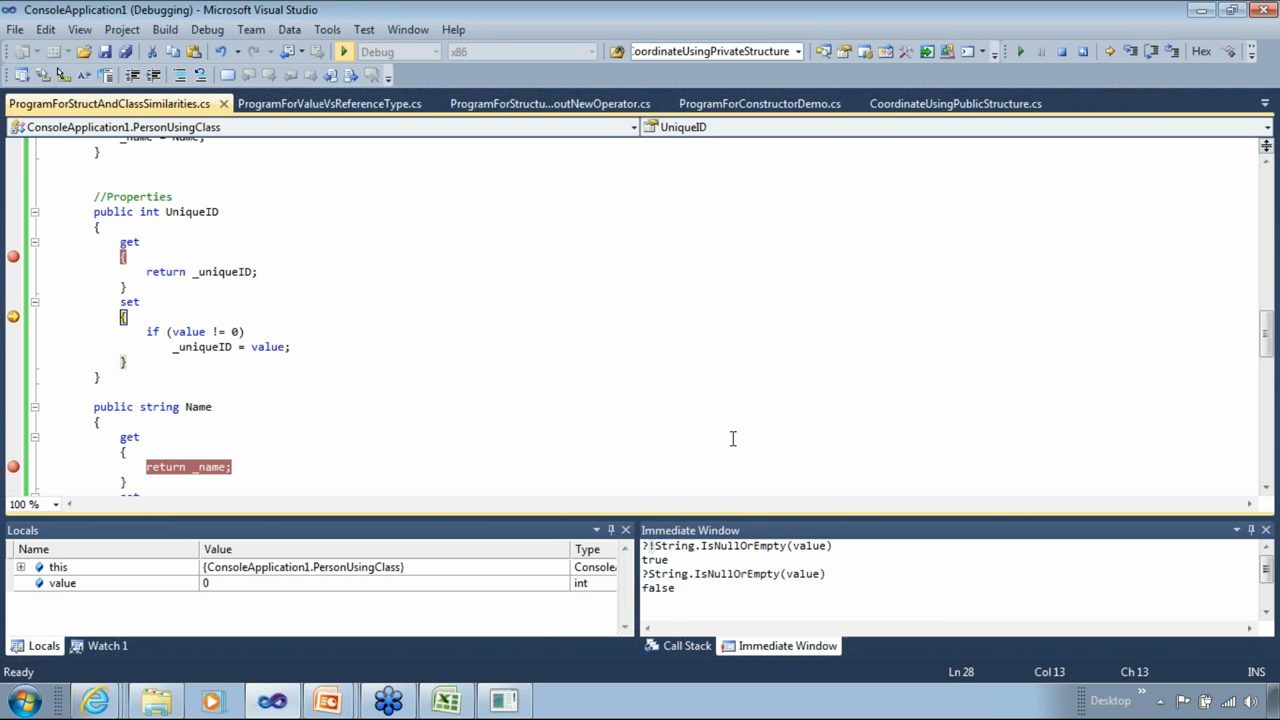 ConsoleApplication1 (Debugging) - Microsoft Visual Studio
File Edit View Project Build Debug Team Data Tools Test Window Help
Debug x86 CoordinateUsingPrivateStructure Hex
ProgramForStructAndClassSimilarities.cs ProgramForValueVsReferenceType.cs ProgramForStructu...outNewOperator.cs ProgramForConstructorDemo.cs CoordinateUsingPublicStructure.cs
ConsoleApplication1.PersonUsingClass UniqueID
_name = Name;
}
//Properties
public int UniqueID
{
get
{
return _uniqueID;
}
set
{
if (value != 0)
_uniqueID = value;
}
}
public string Name
{
get
{
return _name;
}
set
100 %
Locals
Name Value Type
this {ConsoleApplication1.PersonUsingClass} Console
value 0 int
Locals Watch 1
Immediate Window
?!String.IsNullOrEmpty(value)
true
?String.IsNullOrEmpty(value)
false
Call Stack Immediate Window
Ready Ln 28 Col 13 Ch 13 INS
Desktop